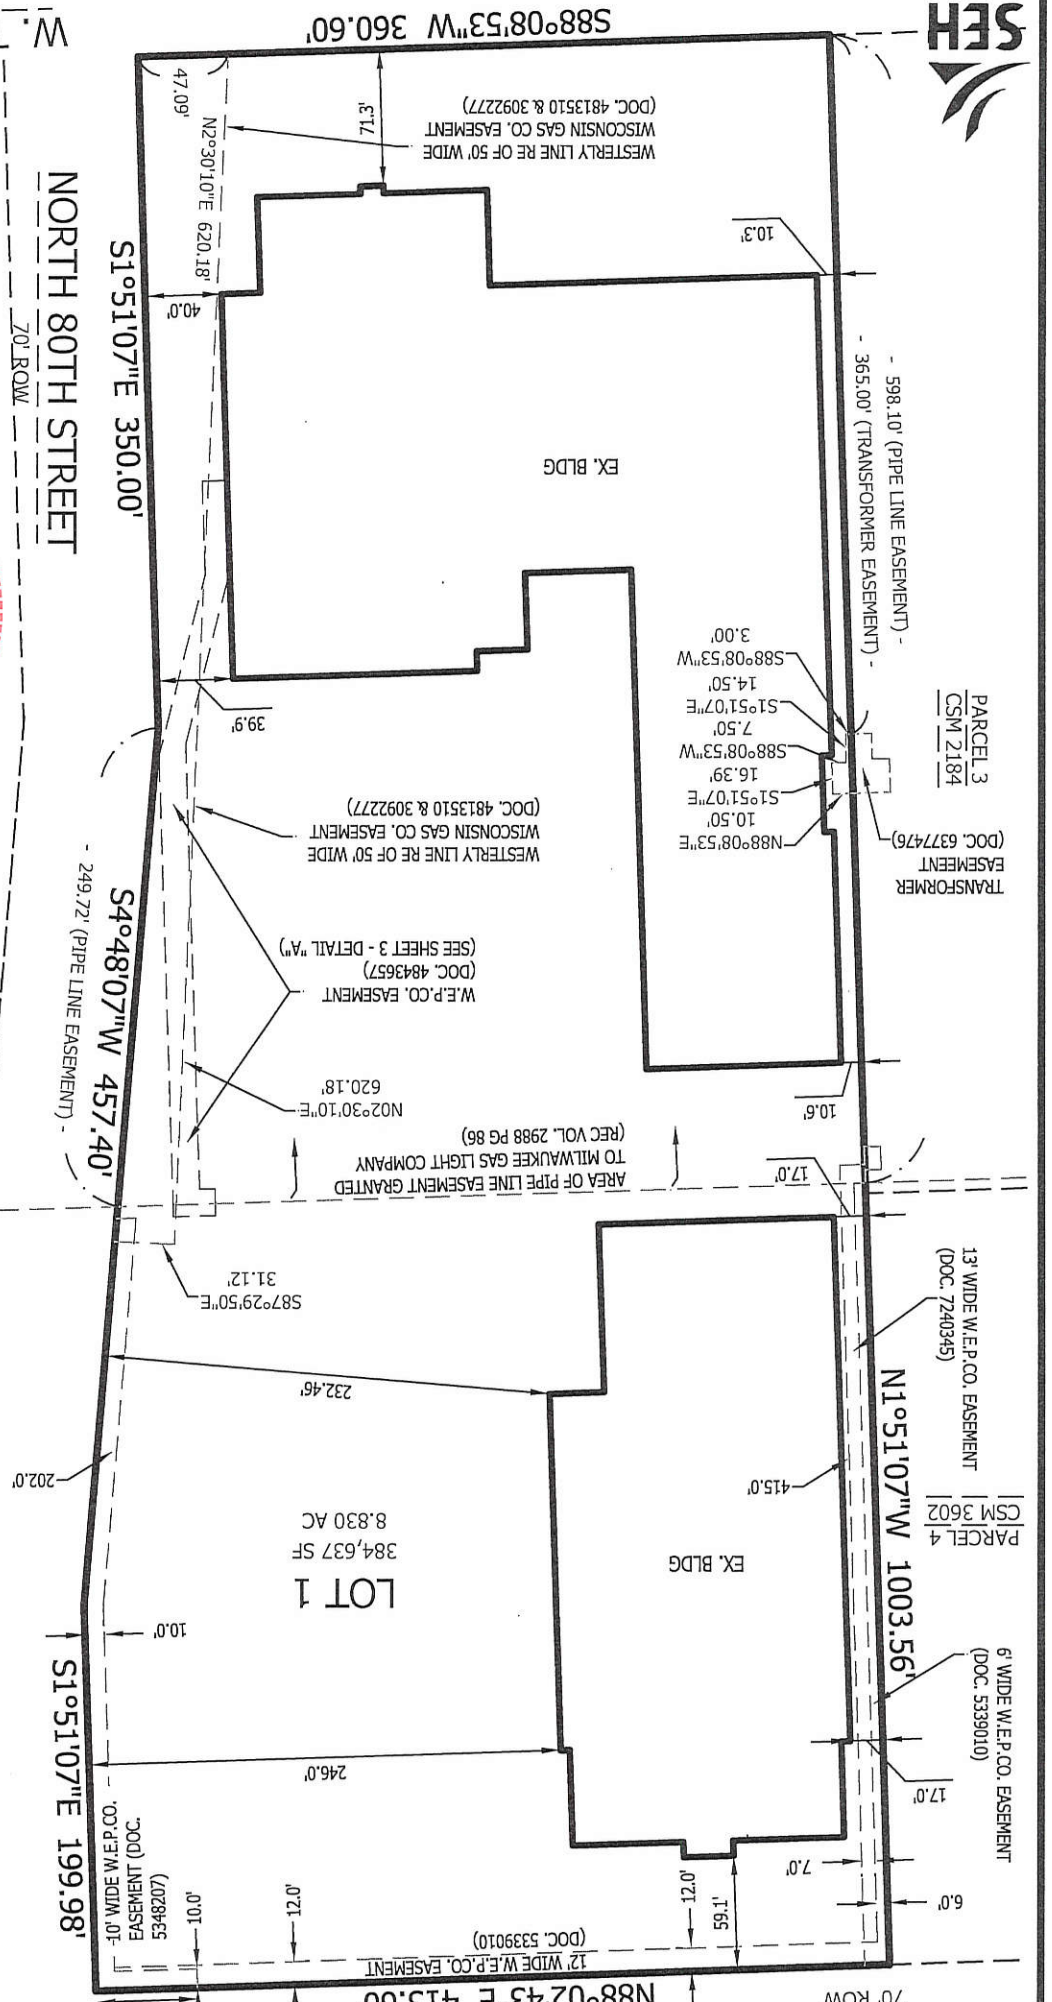 70' ROW
N88°02'43"E
12' WIDE W.E.P.CO. EASEMENT
(DOC. 5339010)
12.0'
12.0'
10.0'
59.1'
6.0'
7.0'
17.0'
10' WIDE W.E.P.CO.
EASEMENT (DOC.
5348207)
6' WIDE W.E.P.CO. EASEMENT
(DOC. 5339010)
246.0'
S1°51'07"E 199.98'
10.0'
LOT 1
384,637 SF
8.830 AC
EX. BLDG
PARCEL 4
CSM 3602
415.0'
N1°51'07"W 1003.56'
202.0'
232.46'
13' WIDE W.E.P.CO. EASEMENT
(DOC. 7240345)
S87°29'50"E
31.12'
17.0'
AREA OF PIPE LINE EASEMENT GRANTED
TO MILWAUKEE GAS LIGHT COMPANY
(REC VOL. 2988 PG 86)
10.6'
N02°30'10"E
620.18'
S4°48'07"W 457.40'
- 249.72' (PIPE LINE EASEMENT) -
W.E.P.CO. EASEMENT
(DOC. 4843657)
(SEE SHEET 3 - DETAIL "A")
TRANSFORMER
EASEMEENT
(DOC. 6377476)
WESTERLY LINE RE OF 50' WIDE
WISCONSIN GAS CO. EASEMENT
(DOC. 4813510 & 3092277)
N88°08'53"E
10.50'
S1°51'07"E
16.39'
S88°08'53"W
7.50'
S1°51'07"E
14.50'
S88°08'53"W
3.00'
PARCEL 3
CSM 2184
39.9'
- 598.10' (PIPE LINE EASEMENT) -
- 365.00' (TRANSFORMER EASEMENT) -
EX. BLDG
S1°51'07"E 350.00'
NORTH 80TH STREET
70' ROW
40.0'
10.3'
N2°30'10"E 620.18'
47.09'
WESTERLY LINE RE OF 50' WIDE
WISCONSIN GAS CO. EASEMENT
(DOC. 4813510 & 3092277)
71.3'
S88°08'53"W 360.60'
W.
SEH